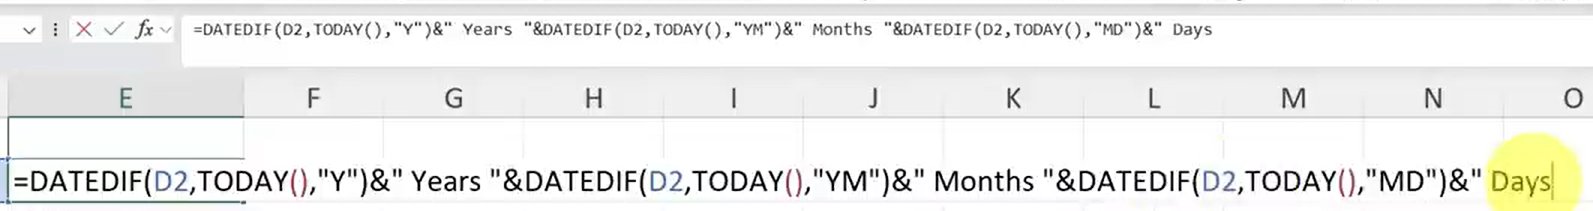 fx =DATEDIF(D2,TODAY(),"Y")&" Years "&DATEDIF(D2,TODAY(),"YM")&" Months "&DATEDIF(D2,TODAY(),"MD")&" Days
E F G H I J K L M N O
=DATEDIF(D2,TODAY(),"Y")&" Years "&DATEDIF(D2,TODAY(),"YM")&" Months "&DATEDIF(D2,TODAY(),"MD")&" Days